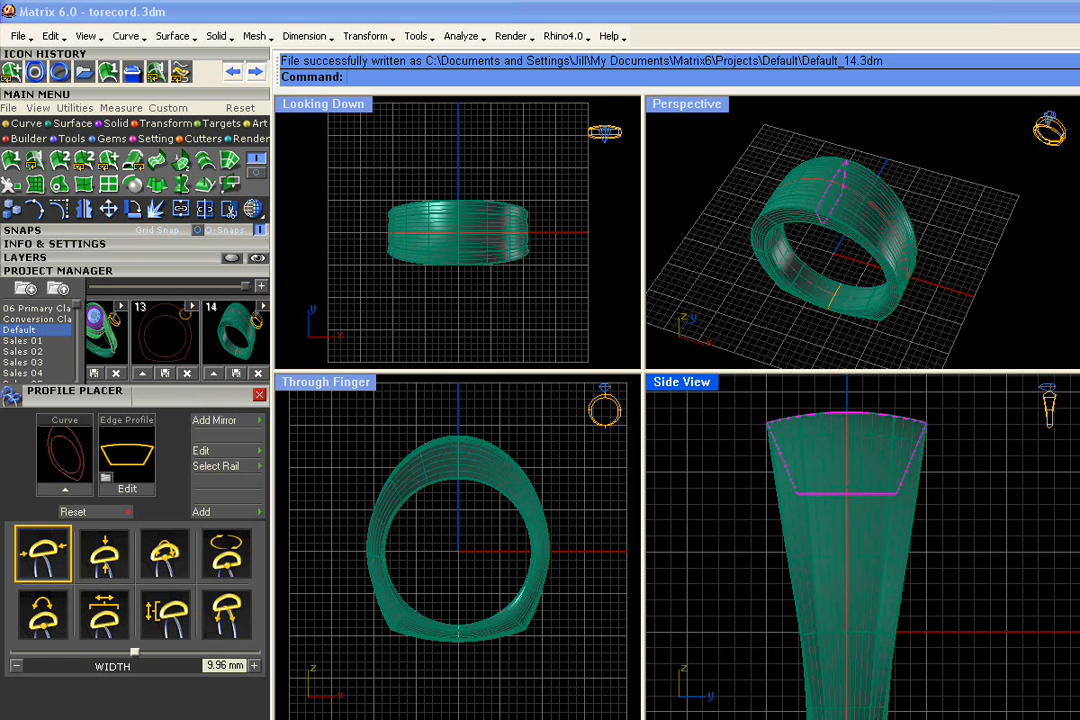 Matrix 6.0 - torecord.3dm
File Edit View Curve Surface Solid Mesh Dimension Transform Tools Analyze Render Rhino4.0 Help
ICON HISTORY
File successfully written as C:\Documents and Settings\Jill\My Documents\Matrix6\Projects\Default\Default_14.3dm
Command:
MAIN MENU
File View Utilities Measure Custom Reset
Curve Surface Solid Transform Targets Art
Builder Tools Gems Setting Cutters Render
SNAPS Grid Snap O-Snaps
INFO & SETTINGS
LAYERS
PROJECT MANAGER
06 Primary Cla
Conversion Cla
Default
Sales 01
Sales 02
Sales 03
Sales 04
13
14
PROFILE PLACER
Curve
Edge Profile
Edit
Add Mirror
Edit
Select Rail
Reset
Add
WIDTH 9.96 mm
Looking Down
y
x
Perspective
z
y
x
Through Finger
z
x
Side View
z
y